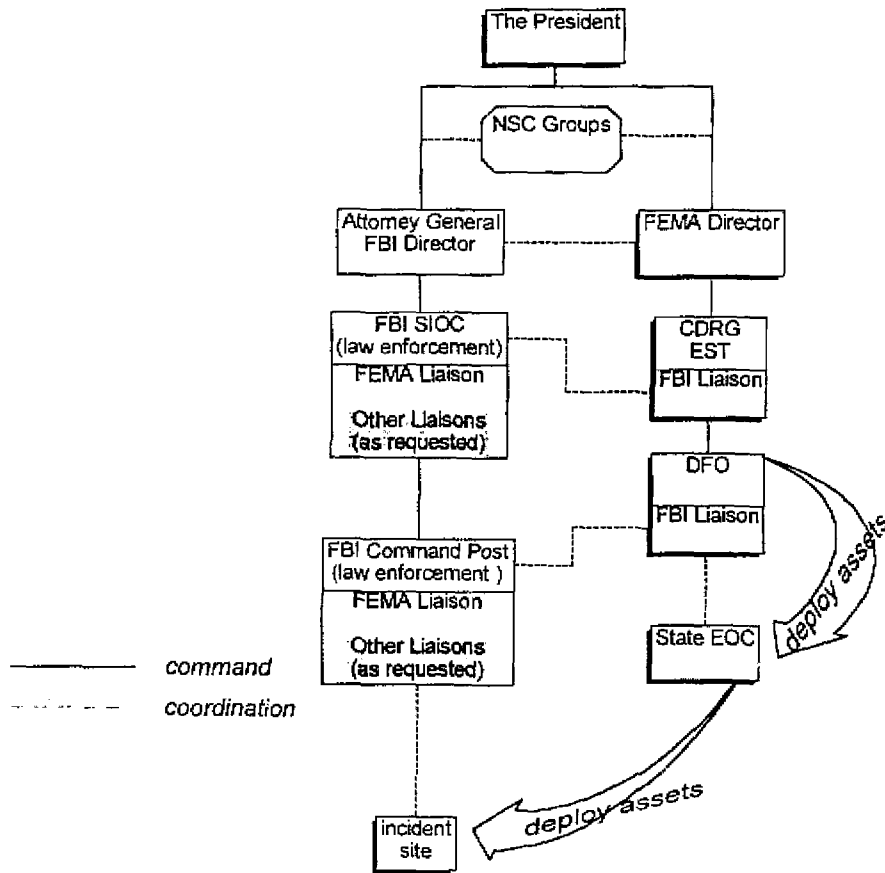 The President
NSC Groups
Attorney General
FBI Director
FEMA Director
FBI SIOC
(law enforcement)
FEMA Liaison
Other Liaisons
(as requested)
CDRG
EST
FBI Liaison
DFO
FBI Liaison
FBI Command Post
(law enforcement )
FEMA Liaison
Other Liaisons
(as requested)
State EOC
deploy assets
command
coordination
deploy assets
incident
site